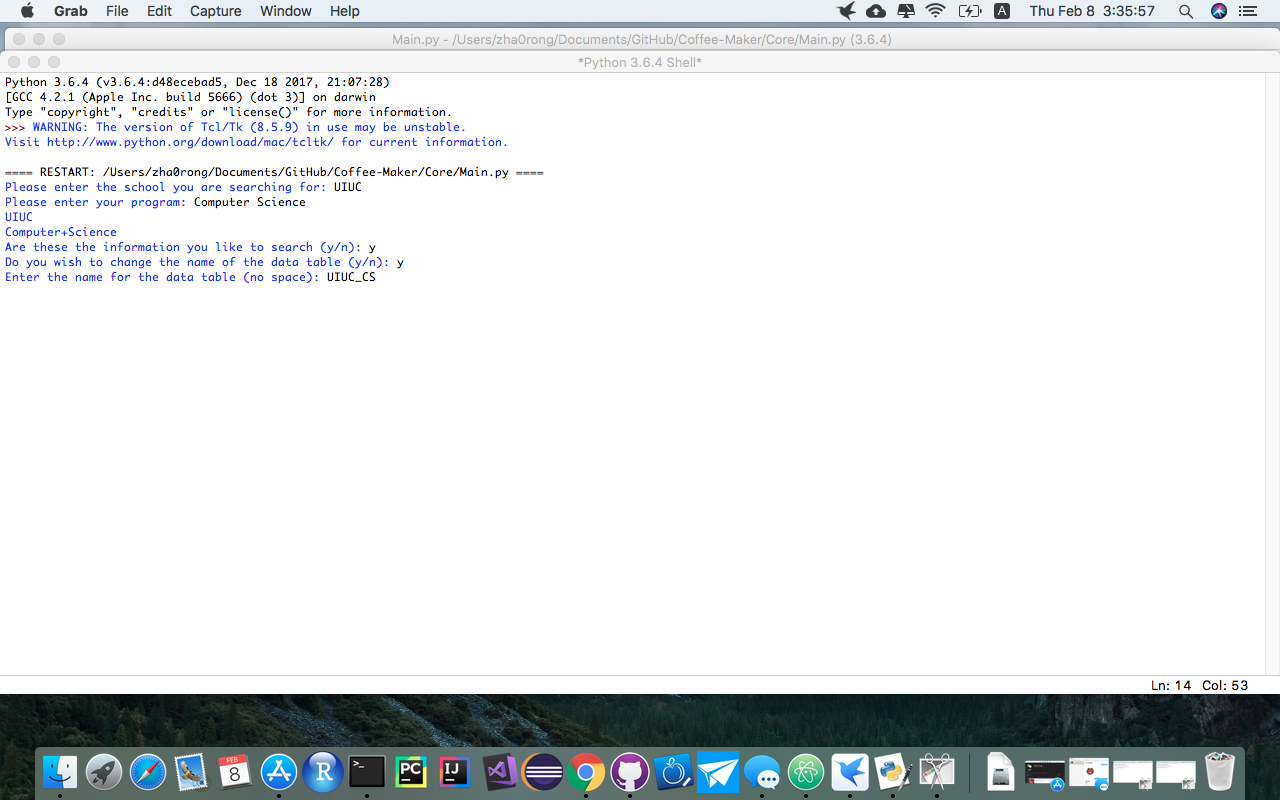 Grab File Edit Capture Window Help A Thu Feb 8 3:35:57
Main.py - /Users/zha0rong/Documents/GitHub/Coffee-Maker/Core/Main.py (3.6.4)
*Python 3.6.4 Shell*
Python 3.6.4 (v3.6.4:d48ecebad5, Dec 18 2017, 21:07:28)
[GCC 4.2.1 (Apple Inc. build 5666) (dot 3)] on darwin
Type "copyright", "credits" or "license()" for more information.
>>> WARNING: The version of Tcl/Tk (8.5.9) in use may be unstable.
Visit http://www.python.org/download/mac/tcltk/ for current information.
==== RESTART: /Users/zha0rong/Documents/GitHub/Coffee-Maker/Core/Main.py ====
Please enter the school you are searching for: UIUC
Please enter your program: Computer Science
UIUC
Computer+Science
Are these the information you like to search (y/n): y
Do you wish to change the name of the data table (y/n): y
Enter the name for the data table (no space): UIUC_CS
Ln: 14 Col: 53
FEB
8
R
>_
PC
IJ